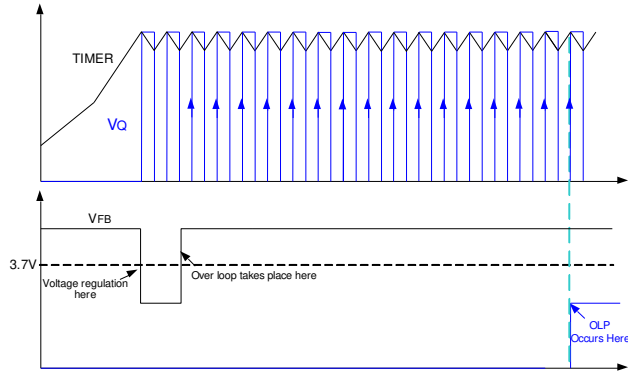 TIMER
VQ
VFB
3.7V
Voltage regulation
here
Over loop takes place here
OLP
Occurs Here